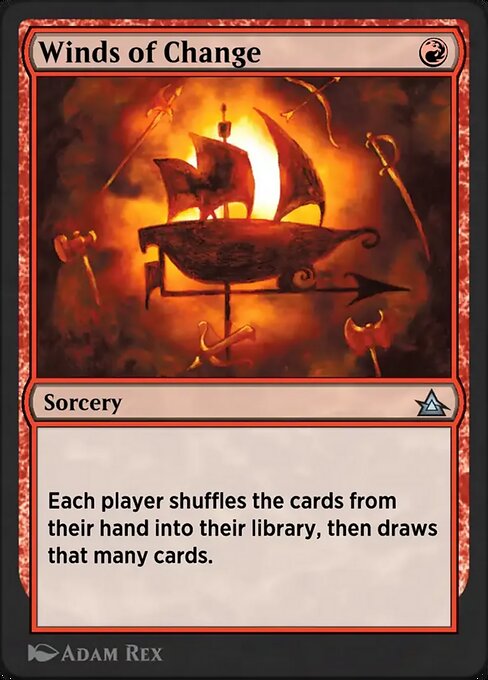 Winds of Change
Sorcery
Each player shuffles the cards from
their hand into their library, then draws
that many cards.
ADAM REX